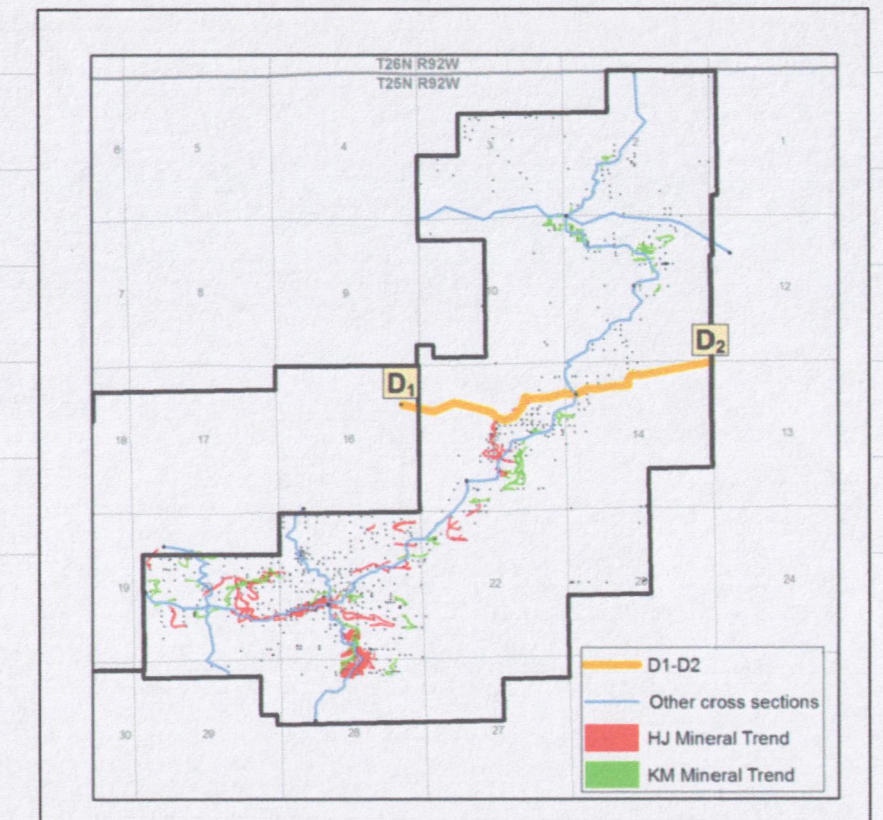 T26N R92W
T25N R92W
6 5 4 3 2 1
7 8 9 10 12
D₂
D₁
18 17 16 14 13
19 22 24
30 29 28 27
D1-D2
Other cross sections
HJ Mineral Trend
KM Mineral Trend